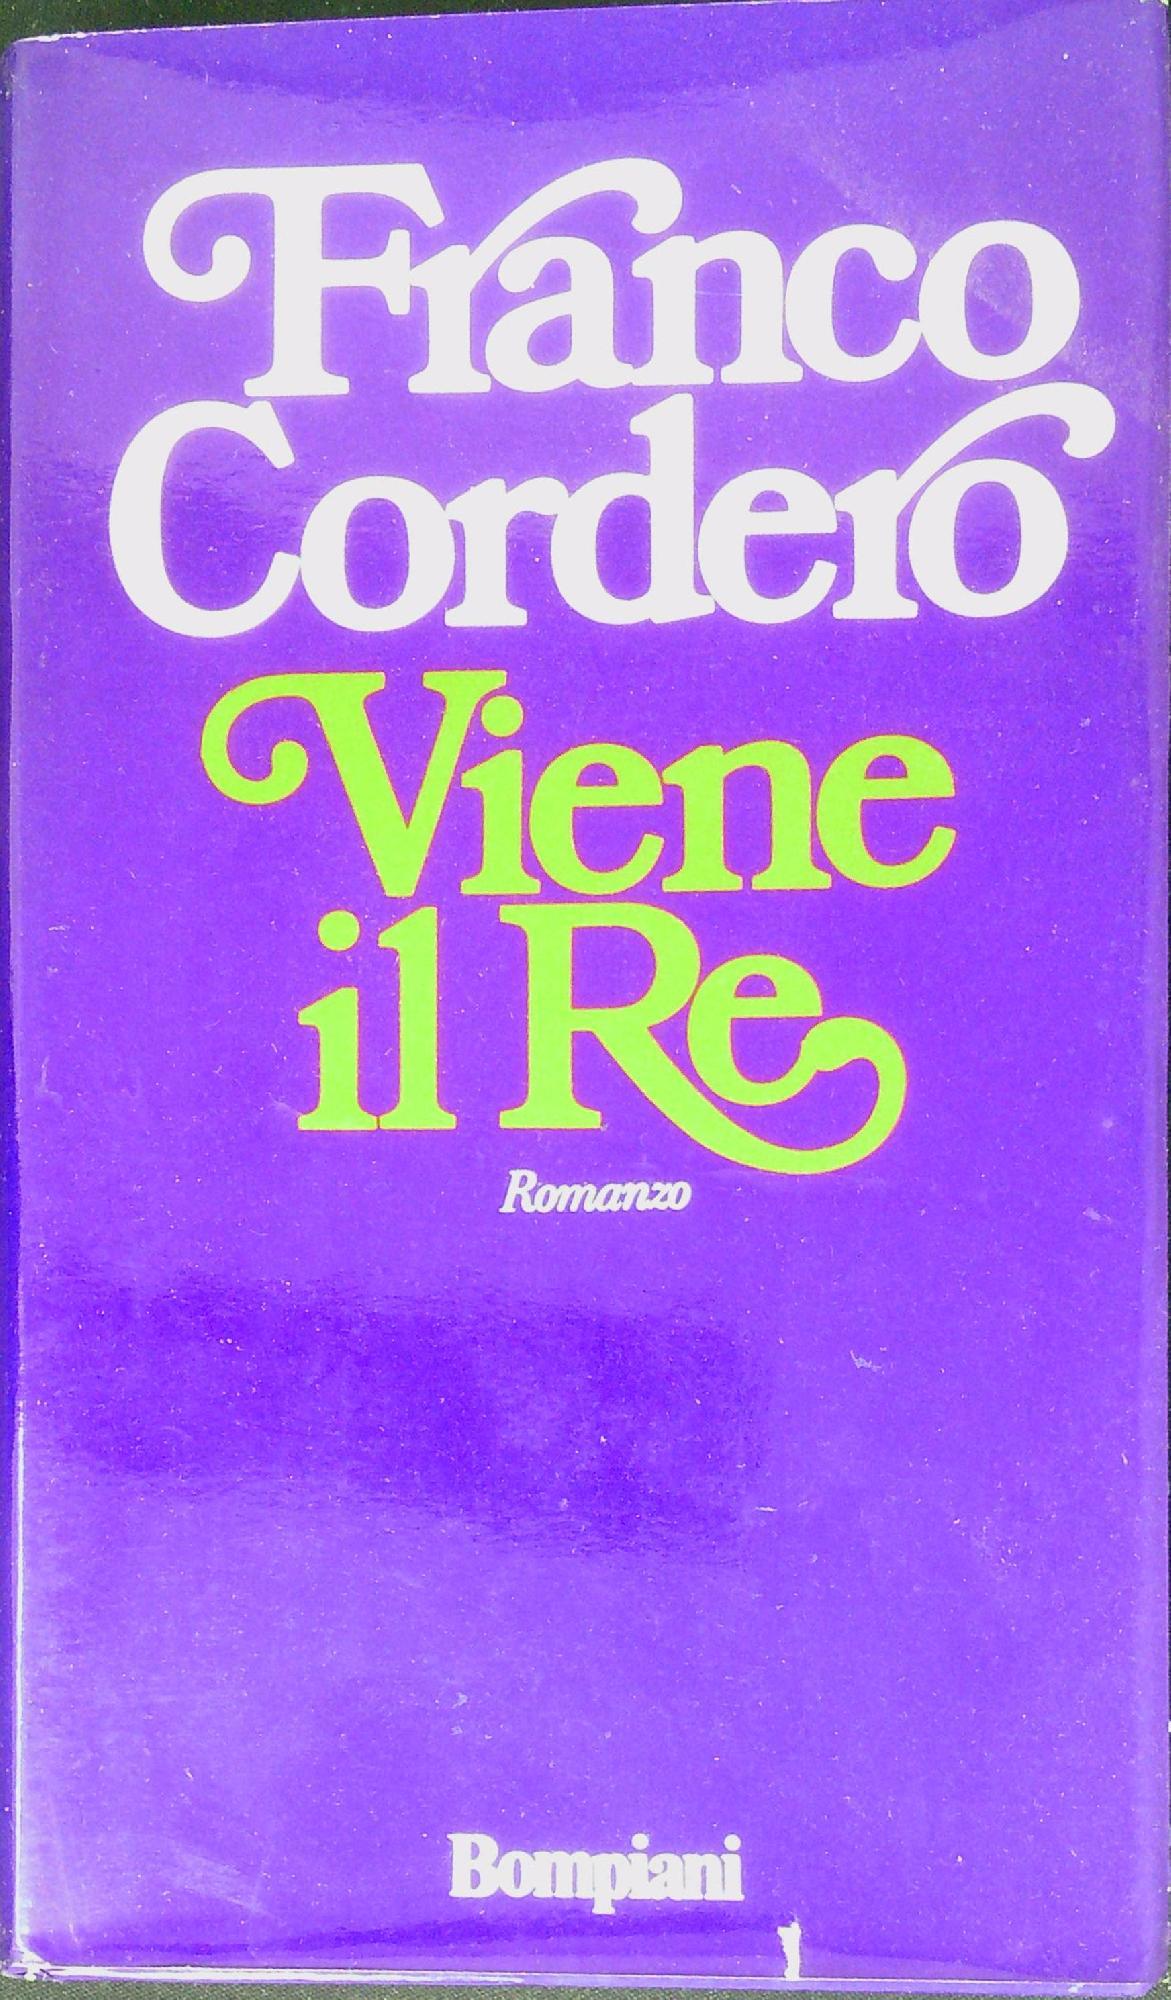 Franco
Cordero
Viene
il Re
Romanzo
Bompiani